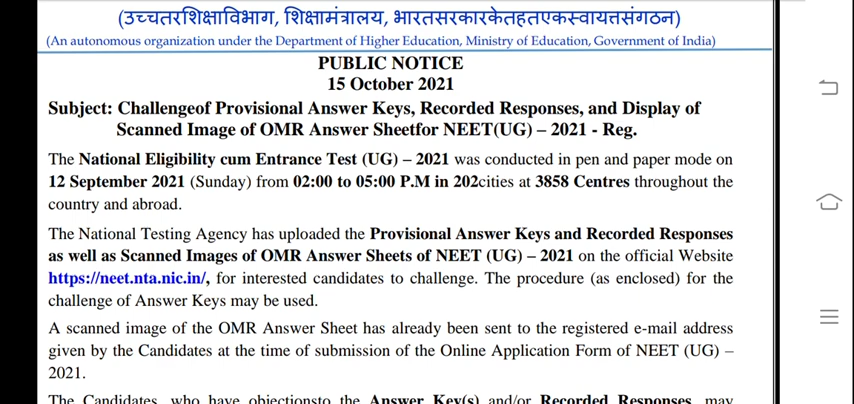 (उच्चतरशिक्षाविभाग, शिक्षामंत्रालय, भारतसरकारकेतहतएकस्वायत्तसंगठन)
(An autonomous organization under the Department of Higher Education, Ministry of Education, Government of India)
PUBLIC NOTICE
15 October 2021
Subject: Challengeof Provisional Answer Keys, Recorded Responses, and Display of
Scanned Image of OMR Answer Sheetfor NEET(UG) – 2021 - Reg.
The National Eligibility cum Entrance Test (UG) – 2021 was conducted in pen and paper mode on
12 September 2021 (Sunday) from 02:00 to 05:00 P.M in 202cities at 3858 Centres throughout the
country and abroad.
The National Testing Agency has uploaded the Provisional Answer Keys and Recorded Responses
as well as Scanned Images of OMR Answer Sheets of NEET (UG) – 2021 on the official Website
https://neet.nta.nic.in/, for interested candidates to challenge. The procedure (as enclosed) for the
challenge of Answer Keys may be used.
A scanned image of the OMR Answer Sheet has already been sent to the registered e-mail address
given by the Candidates at the time of submission of the Online Application Form of NEET (UG) –
2021.
The Candidates, who have objectionsto the Answer Key(s) and/or Recorded Responses, may